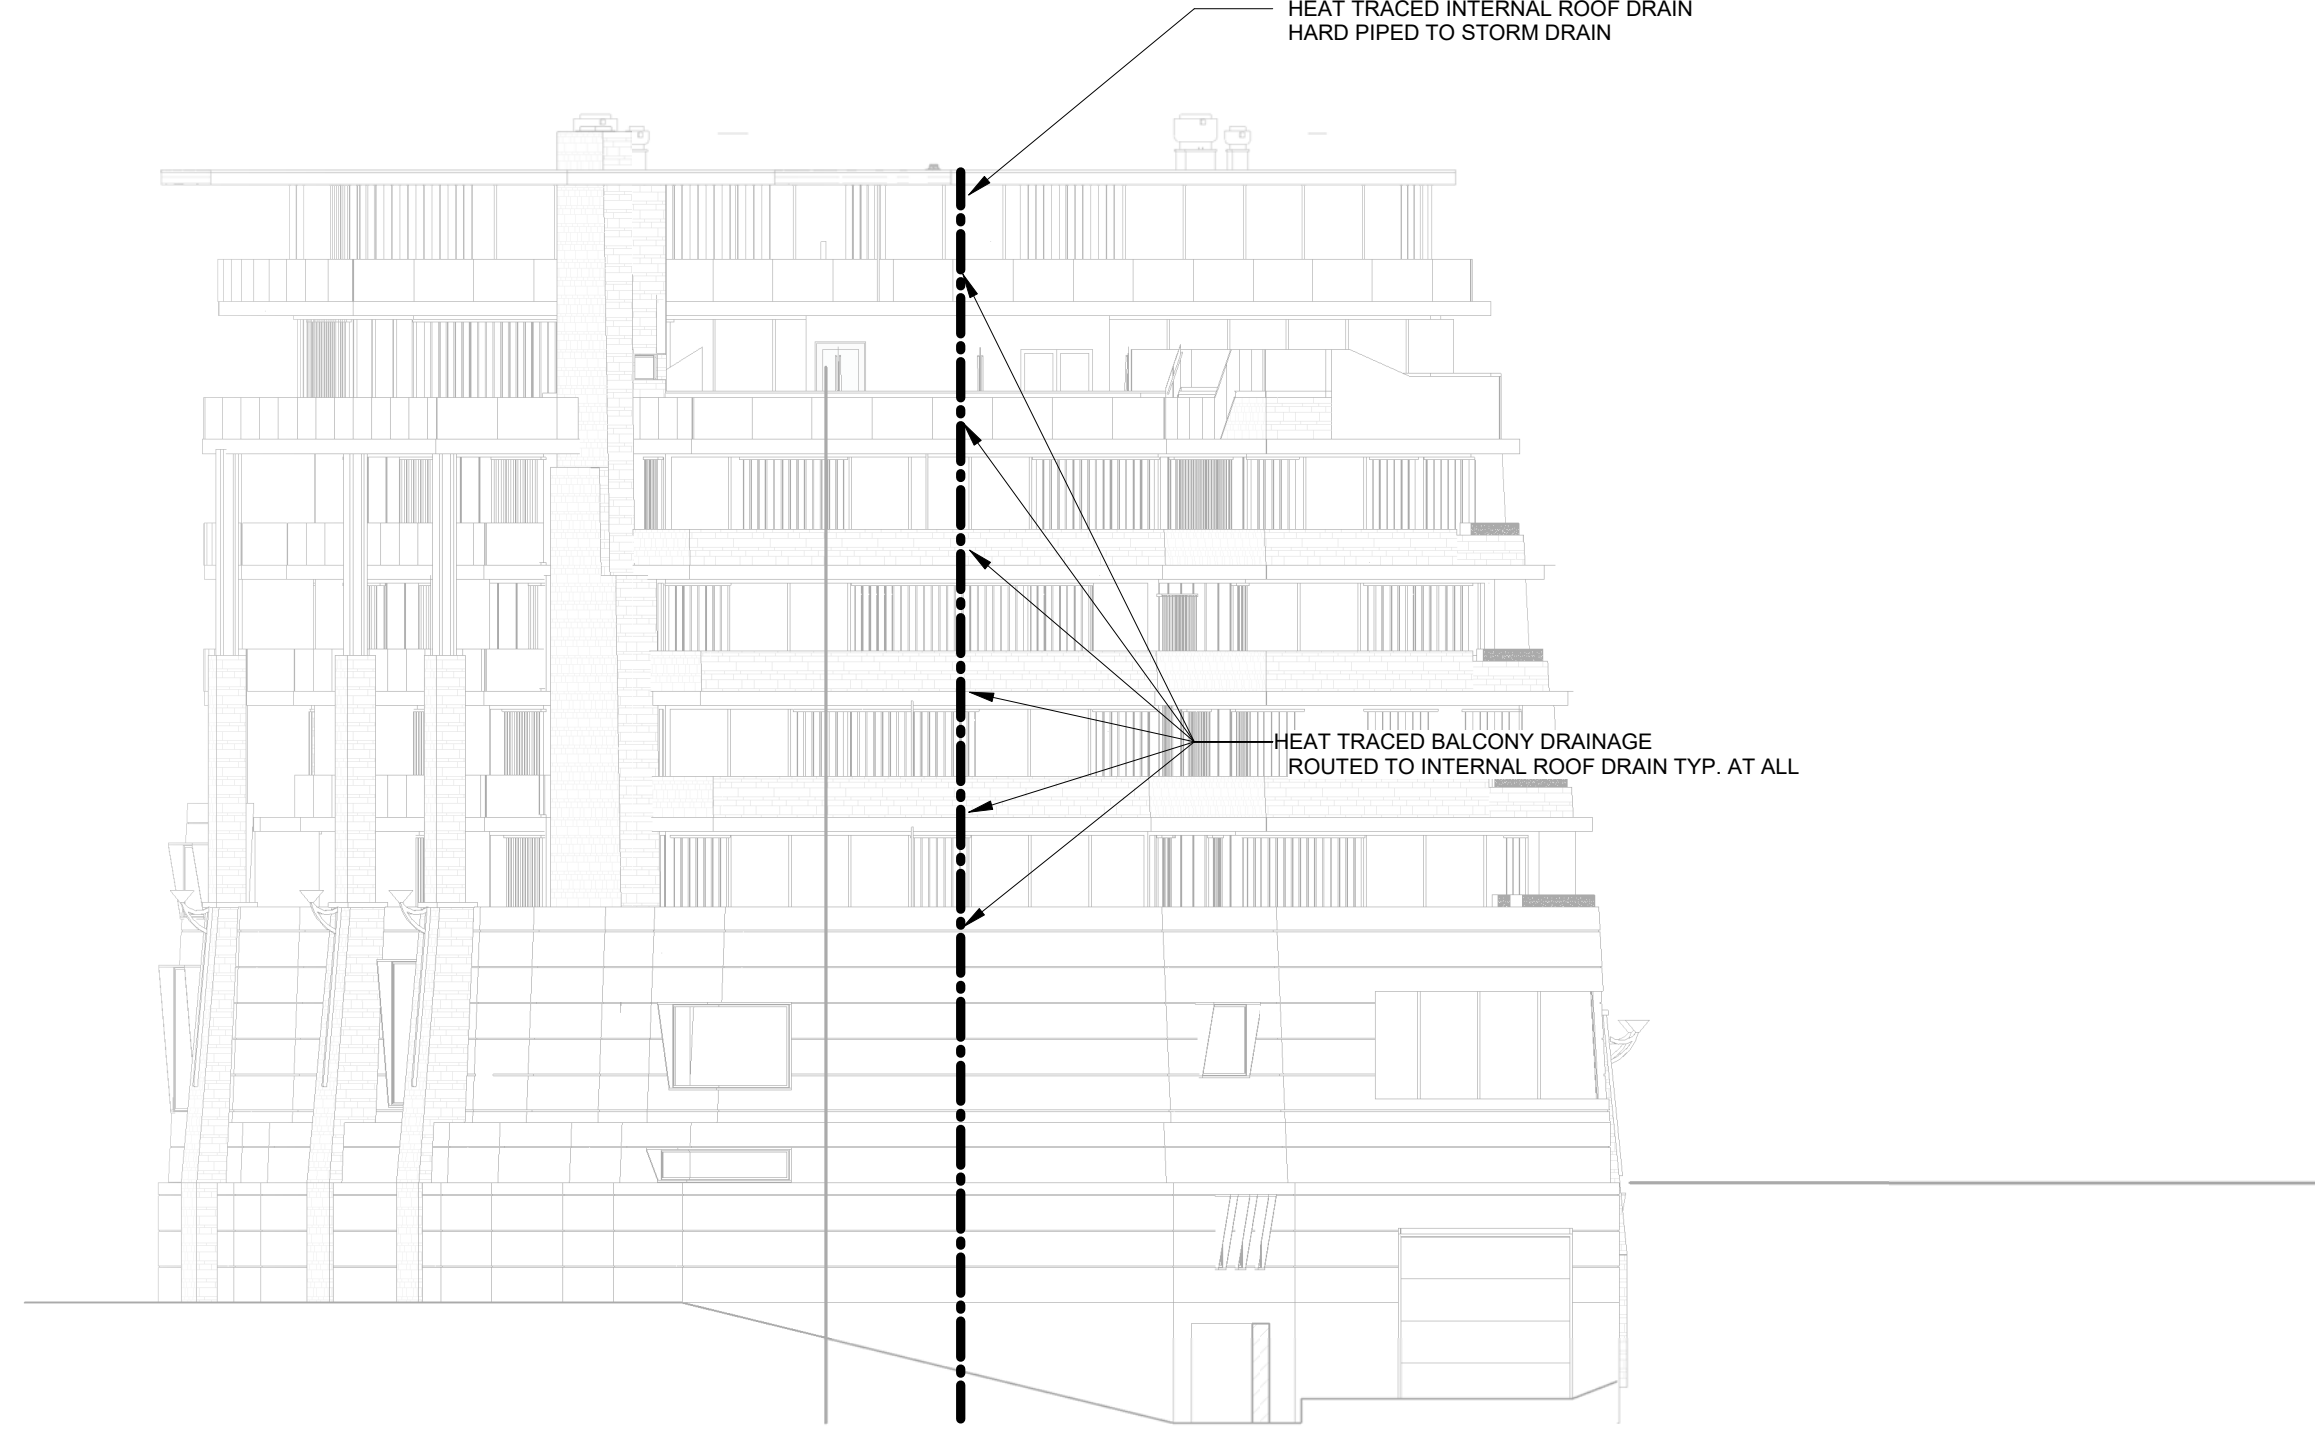 HEAT TRACED INTERNAL ROOF DRAIN
HARD PIPED TO STORM DRAIN
HEAT TRACED BALCONY DRAINAGE
ROUTED TO INTERNAL ROOF DRAIN TYP. AT ALL